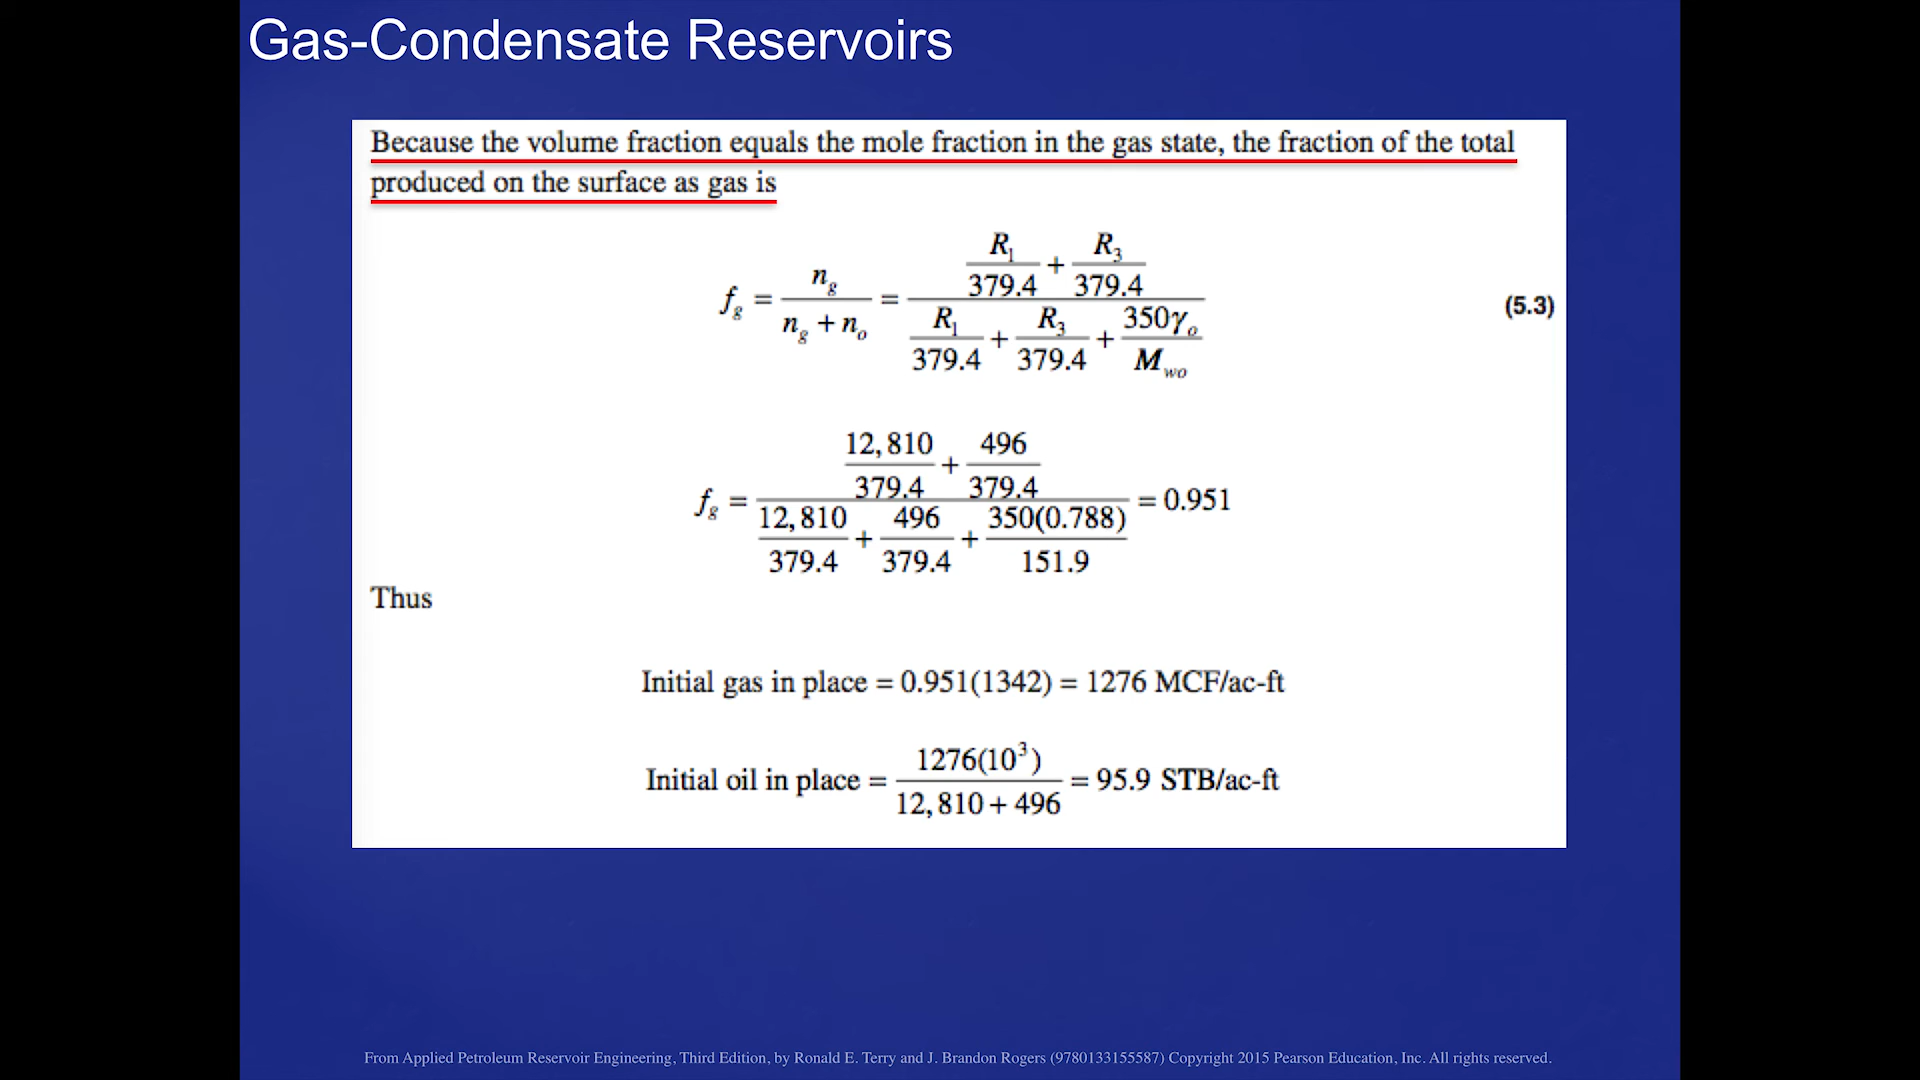 Gas-Condensate Reservoirs
Because the volume fraction equals the mole fraction in the gas state, the fraction of the total
produced on the surface as gas is
f_g = n_g / (n_g + n_o) = (R_1/379.4 + R_3/379.4) / (R_1/379.4 + R_3/379.4 + 350γ_o/M_wo) (5.3)
f_g = (12,810/379.4 + 496/379.4) / (12,810/379.4 + 496/379.4 + 350(0.788)/151.9) = 0.951
Thus
Initial gas in place = 0.951(1342) = 1276 MCF/ac-ft
Initial oil in place = 1276(10³) / (12,810 + 496) = 95.9 STB/ac-ft
From Applied Petroleum Reservoir Engineering, Third Edition, by Ronald E. Terry and J. Brandon Rogers (9780133155587) Copyright 2015 Pearson Education, Inc. All rights reserved.